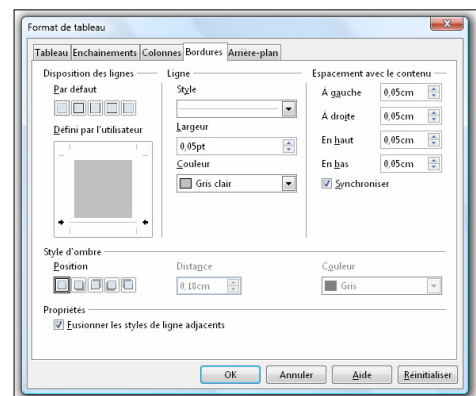 Format de tableau
Tableau Enchaînements Colonnes Bordures Arrière-plan
Disposition des lignes
Par défaut
Défini par l'utilisateur
Ligne
Style
Largeur
0,05pt
Couleur
Gris clair
Espacement avec le contenu
À gauche 0,05cm
À droite 0,05cm
En haut 0,05cm
En bas 0,05cm
Synchroniser
Style d'ombre
Position
Distance
0,18cm
Couleur
Gris
Propriétés
Fusionner les styles de ligne adjacents
OK Annuler Aide Réinitialiser